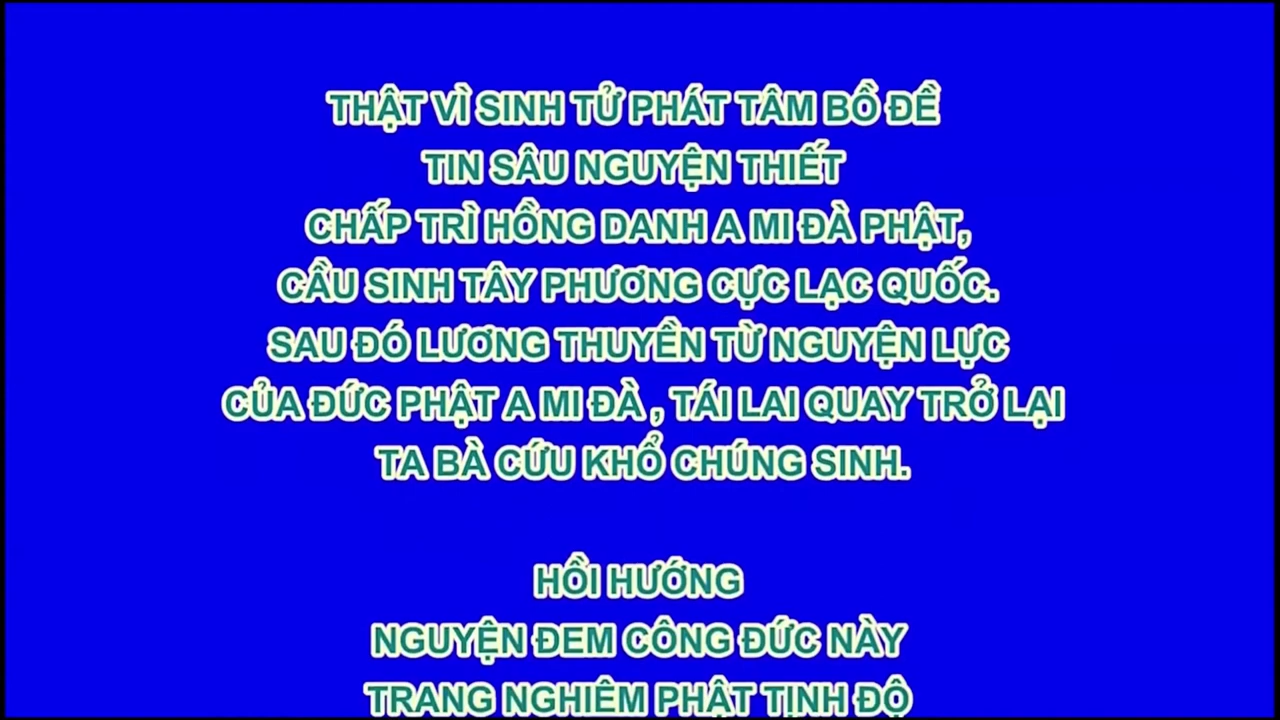 THẬT VÌ SINH TỬ PHÁT TÂM BỒ ĐỀ
TIN SÂU NGUYỆN THIẾT
CHẤP TRÌ HỒNG DANH A MI ĐÀ PHẬT,
CẦU SINH TÂY PHƯƠNG CỰC LẠC QUỐC.
SAU ĐÓ LƯƠNG THUYỀN TỪ NGUYỆN LỰC
CỦA ĐỨC PHẬT A MI ĐÀ , TÁI LAI QUAY TRỞ LẠI
TA BÀ CỨU KHỔ CHÚNG SINH.
HỒI HƯỚNG
NGUYỆN ĐEM CÔNG ĐỨC NÀY
TRANG NGHIÊM PHẬT TỊNH ĐỘ